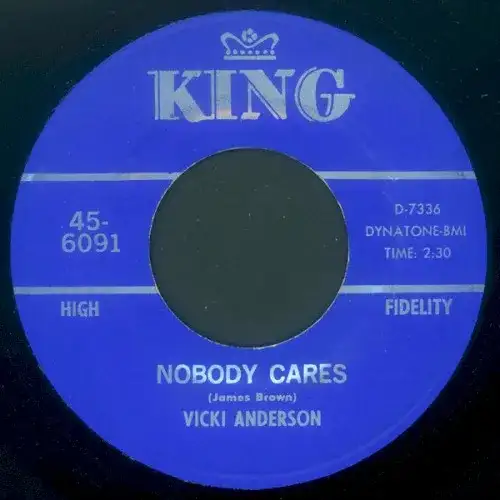 KING
45-
6091
D-7336
DYNATONE-BMI
TIME: 2:30
HIGH
FIDELITY
NOBODY CARES
(James Brown)
VICKI ANDERSON